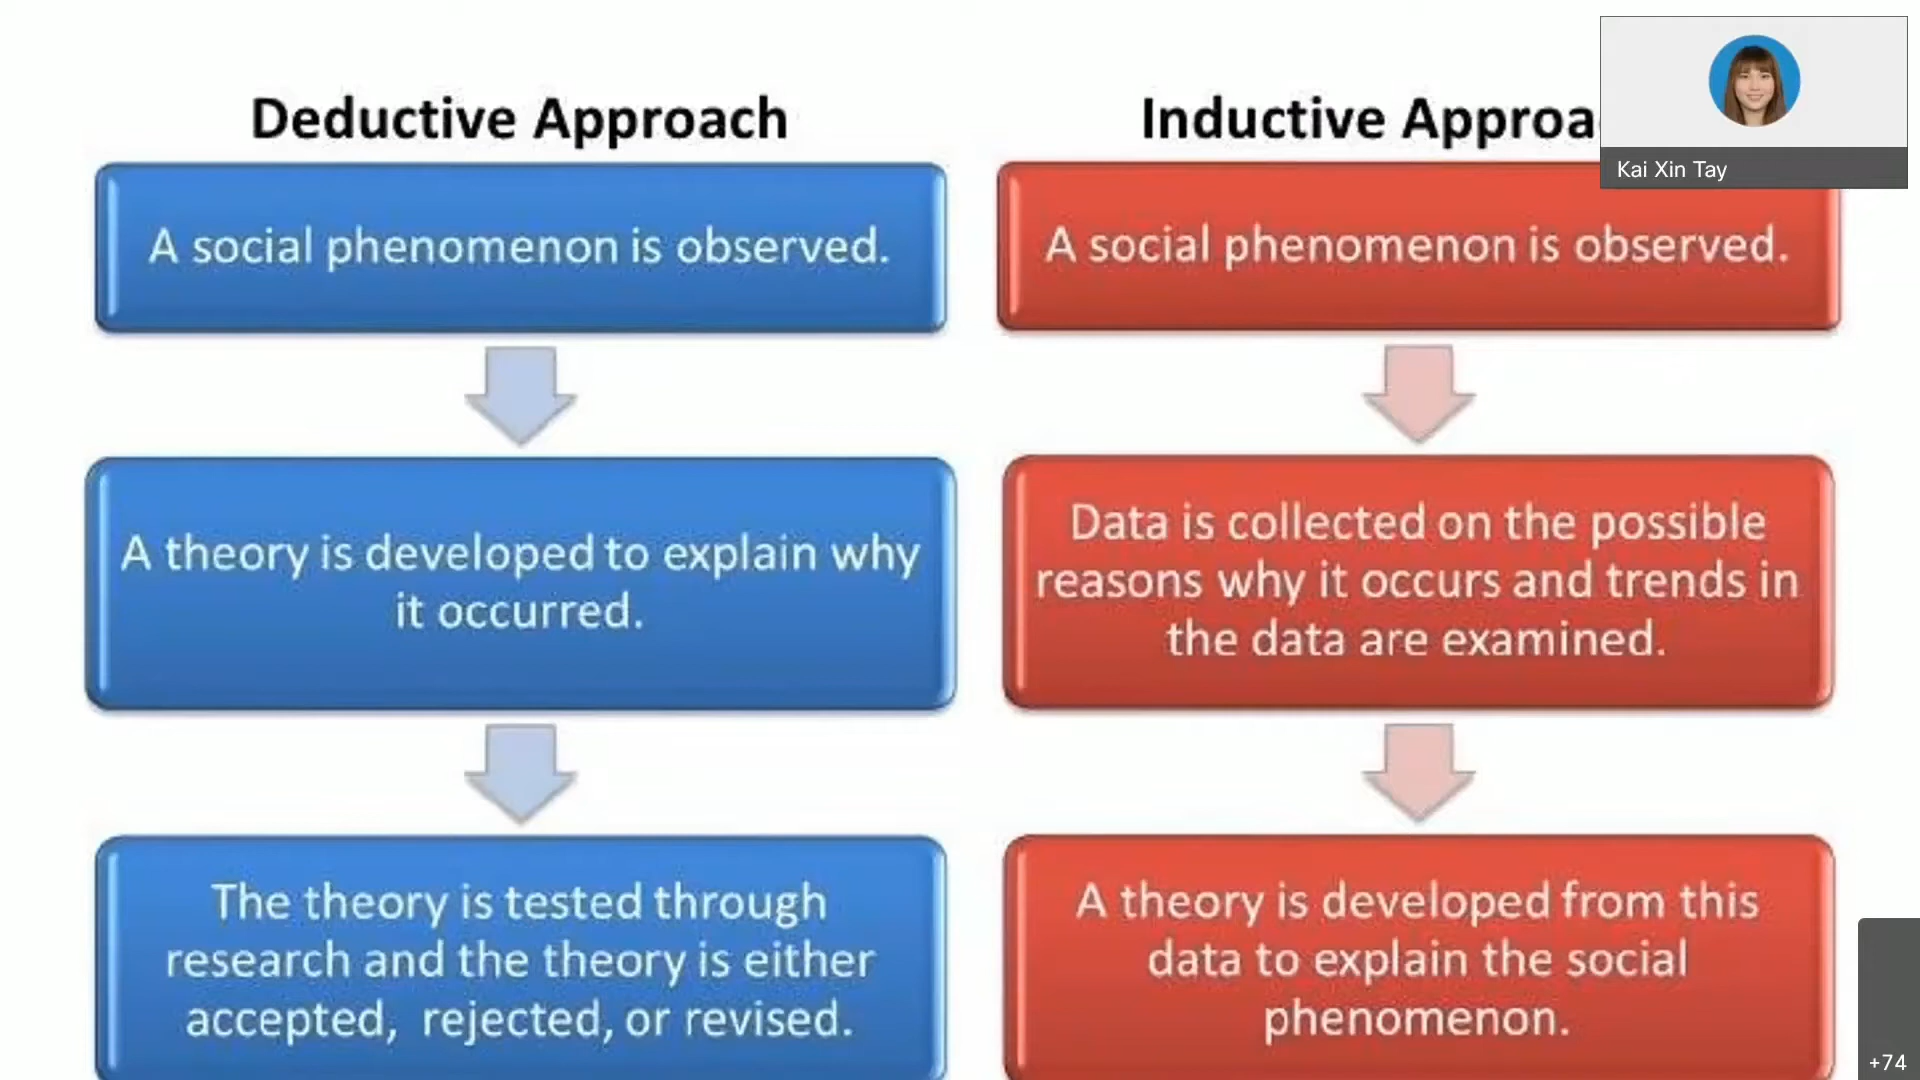 Deductive Approach
A social phenomenon is observed.
A theory is developed to explain why
it occurred.
The theory is tested through
research and the theory is either
accepted, rejected, or revised.
Inductive Approa
A social phenomenon is observed.
Data is collected on the possible
reasons why it occurs and trends in
the data are examined.
A theory is developed from this
data to explain the social
phenomenon.
Kai Xin Tay
+74